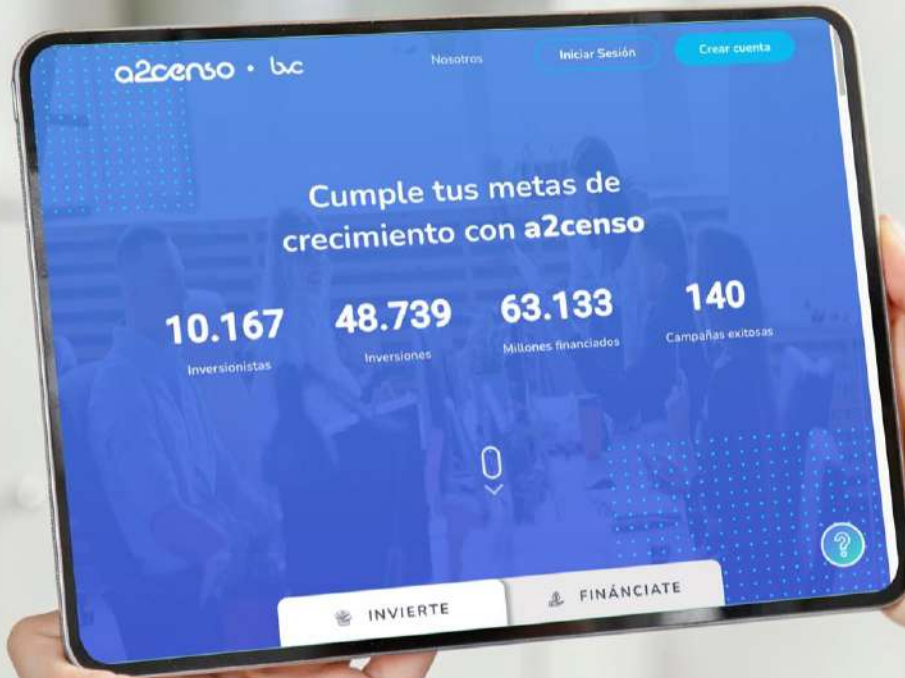 a2censo · bvc
Nosotros
Iniciar Sesión
Crear cuenta
Cumple tus metas de
crecimiento con a2censo
10.167
Inversionistas
48.739
Inversiones
63.133
Millones financiados
140
Campañas exitosas
?
INVIERTE
FINÁNCIATE